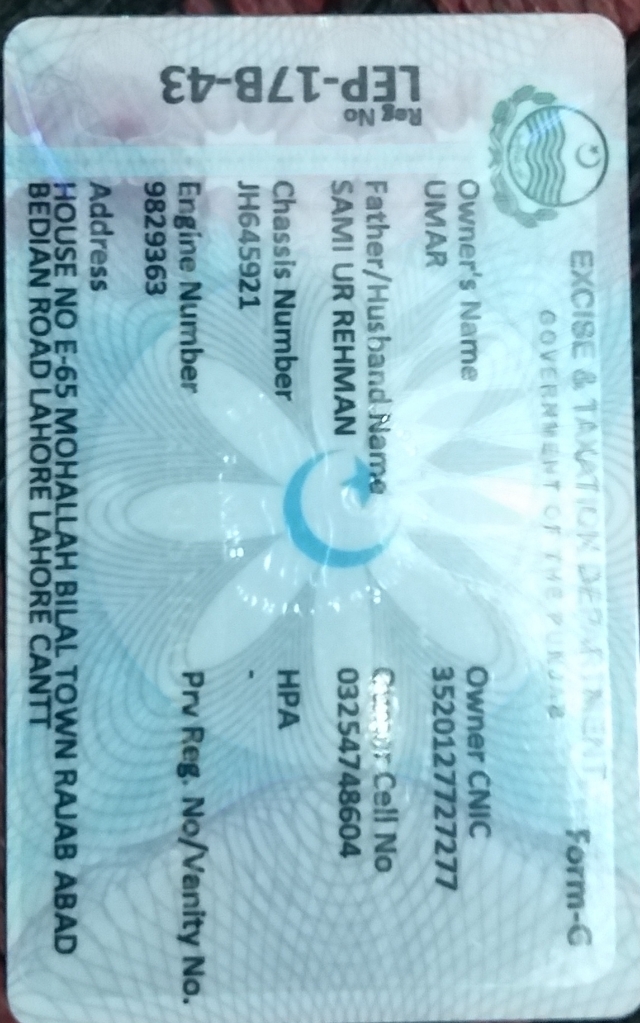 EXCISE & TAXATION DEPARTMENT Form-G
GOVERNMENT OF THE PUNJAB
Reg No
LEP-17B-43
Owner's Name
UMAR
Owner CNIC
3520127727277
Father/Husband Name
SAMI UR REHMAN
Owner Cell No
03254748604
Chassis Number
JH645921
HPA
-
Engine Number
9829363
Prv Reg. No/Vanity No.
Address
HOUSE NO E-65 MOHALLAH BILAL TOWN RAJAB ABAD
BEDIAN ROAD LAHORE LAHORE CANTT